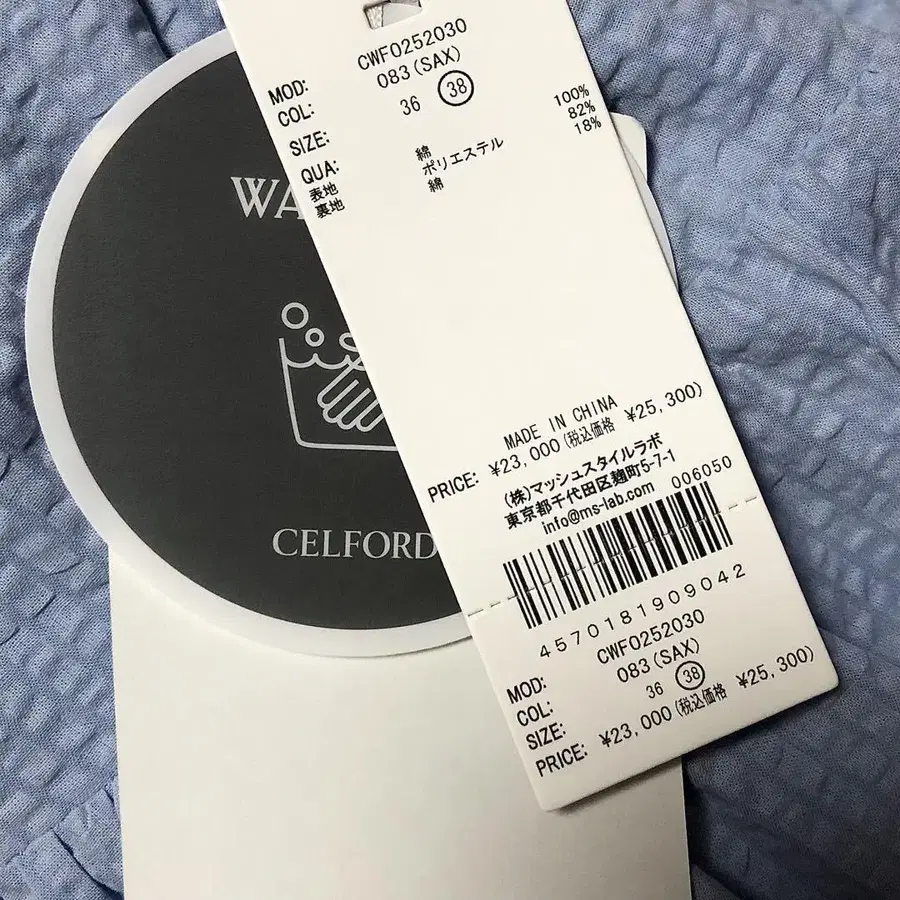 MOD: CWF0252030
COL: 083(SAX)
SIZE: 36 38
QUA:
表地 綿 100%
裏地 ポリエステル 82%
綿 18%
MADE IN CHINA
PRICE: ¥23,000(税込価格 ¥25,300)
(株)マッシュスタイルラボ
東京都千代田区麹町5-7-1
info@ms-lab.com 006050
4570181909042
MOD: CWF0252030
COL: 083(SAX)
SIZE: 36 38
PRICE: ¥23,000(税込価格 ¥25,300)
CELFORD